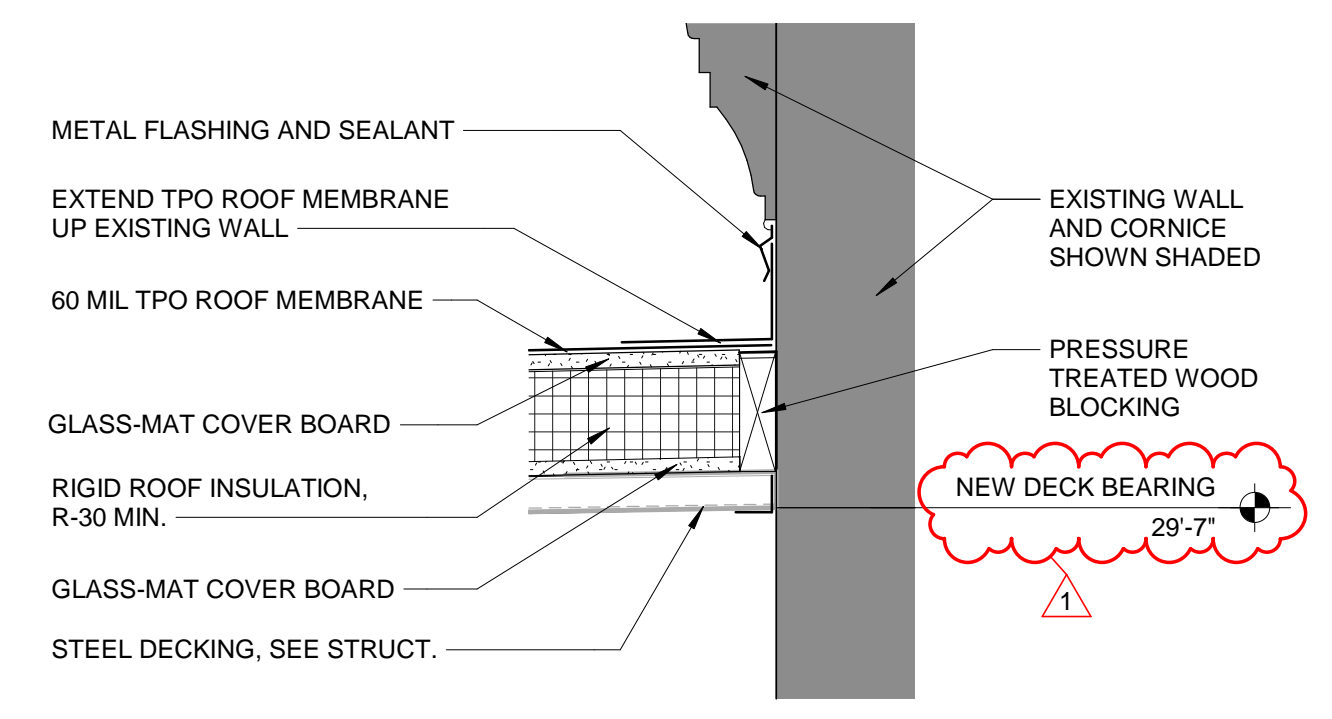 METAL FLASHING AND SEALANT
EXTEND TPO ROOF MEMBRANE
UP EXISTING WALL
60 MIL TPO ROOF MEMBRANE
GLASS-MAT COVER BOARD
RIGID ROOF INSULATION,
R-30 MIN.
GLASS-MAT COVER BOARD
STEEL DECKING, SEE STRUCT.
EXISTING WALL
AND CORNICE
SHOWN SHADED
PRESSURE
TREATED WOOD
BLOCKING
NEW DECK BEARING
29'-7"
1